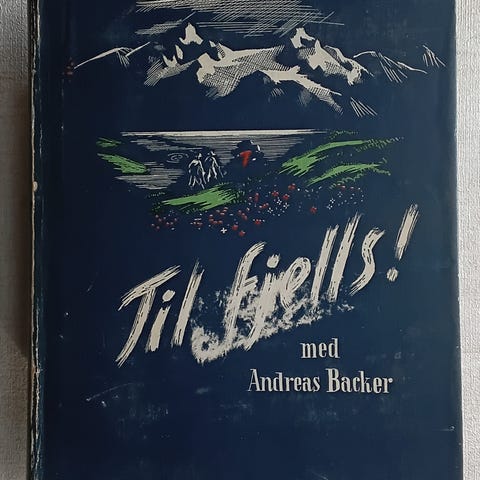 Til fjells!
med
Andreas Backer